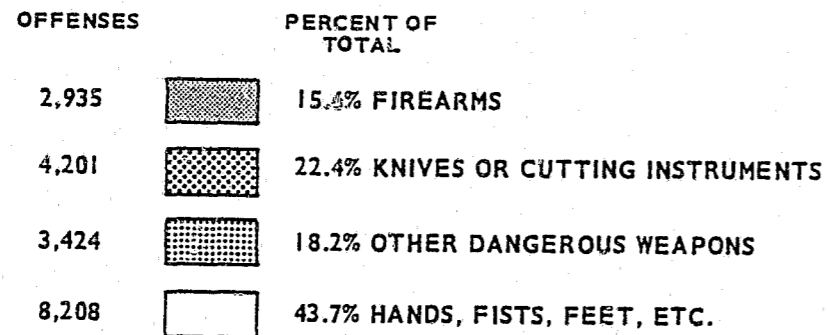 OFFENSES PERCENT OF
TOTAL
2,935 FIREARMS
4,201 22.4% KNIVES OR CUTTING INSTRUMENTS
3,424 18.2% OTHER DANGEROUS WEAPONS
8,208 43.7% HANDS, FISTS, FEET, ETC.